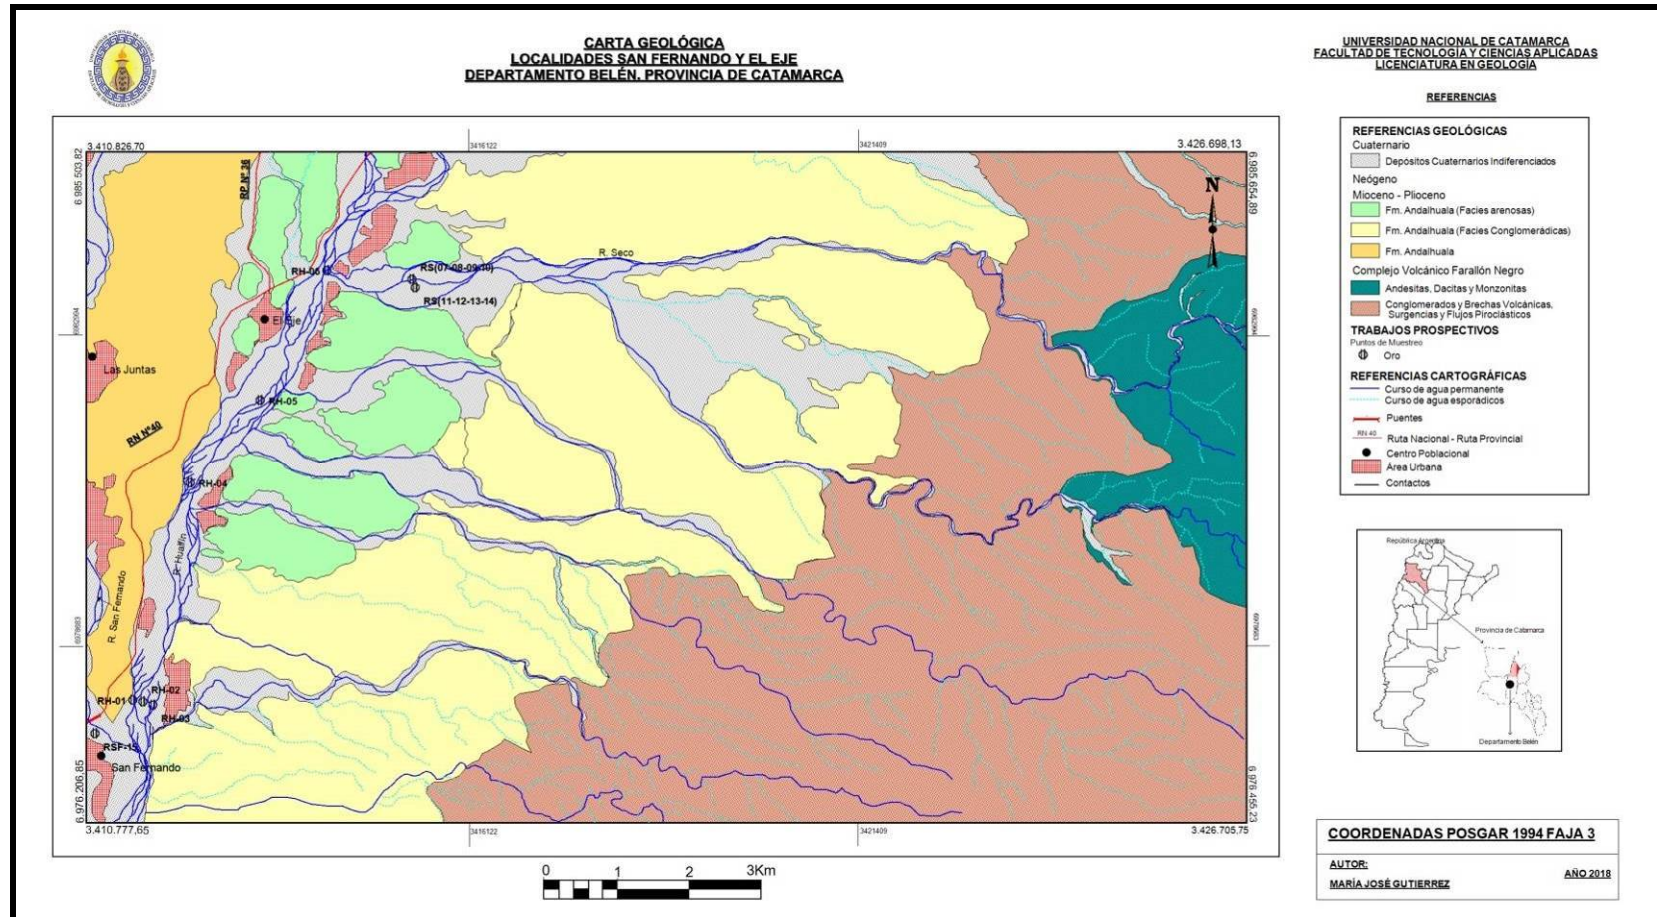 CARTA GEOLÓGICA
LOCALIDADES SAN FERNANDO Y EL EJE
DEPARTAMENTO BELÉN. PROVINCIA DE CATAMARCA
UNIVERSIDAD NACIONAL DE CATAMARCA
FACULTAD DE TECNOLOGÍA Y CIENCIAS APLICADAS
LICENCIATURA EN GEOLOGÍA
REFERENCIAS
3.410.826,70
3416122
3421409
3.426.698,13
6.985.503,82
6.985.654,89
RP Nº 36
N
R. Seco
RH-06
RS(07-08-09-10)
RS(11-12-13-14)
El Eje
Las Juntas
RH-05
RN Nº40
RH-04
R. Hualfín
R. San Fernando
6978683
RH-01
RH-02
RH-03
RSF-15
San Fernando
6.976.206,85
6.976.455,23
3.410.777,65
3416122
3421409
3.426.705,75
0 1 2 3Km
REFERENCIAS GEOLÓGICAS
Cuaternario
Depósitos Cuaternarios Indiferenciados
Neógeno
Mioceno - Plioceno
Fm. Andalhuala (Facies arenosas)
Fm. Andalhuala (Facies Conglomerádicas)
Fm. Andalhuala
Complejo Volcánico Farallón Negro
Andesitas, Dacitas y Monzonitas
Conglomerados y Brechas Volcánicas,
Surgencias y Flujos Piroclásticos
TRABAJOS PROSPECTIVOS
Puntos de Muestreo
Oro
REFERENCIAS CARTOGRÁFICAS
Curso de agua permanente
Curso de agua esporádicos
Puentes
RN 40
Ruta Nacional - Ruta Provincial
Centro Poblacional
Area Urbana
Contactos
República Argentina
Provincia de Catamarca
Departamento Belén
COORDENADAS POSGAR 1994 FAJA 3
AUTOR:
MARÍA JOSÉ GUTIERREZ
AÑO 2018